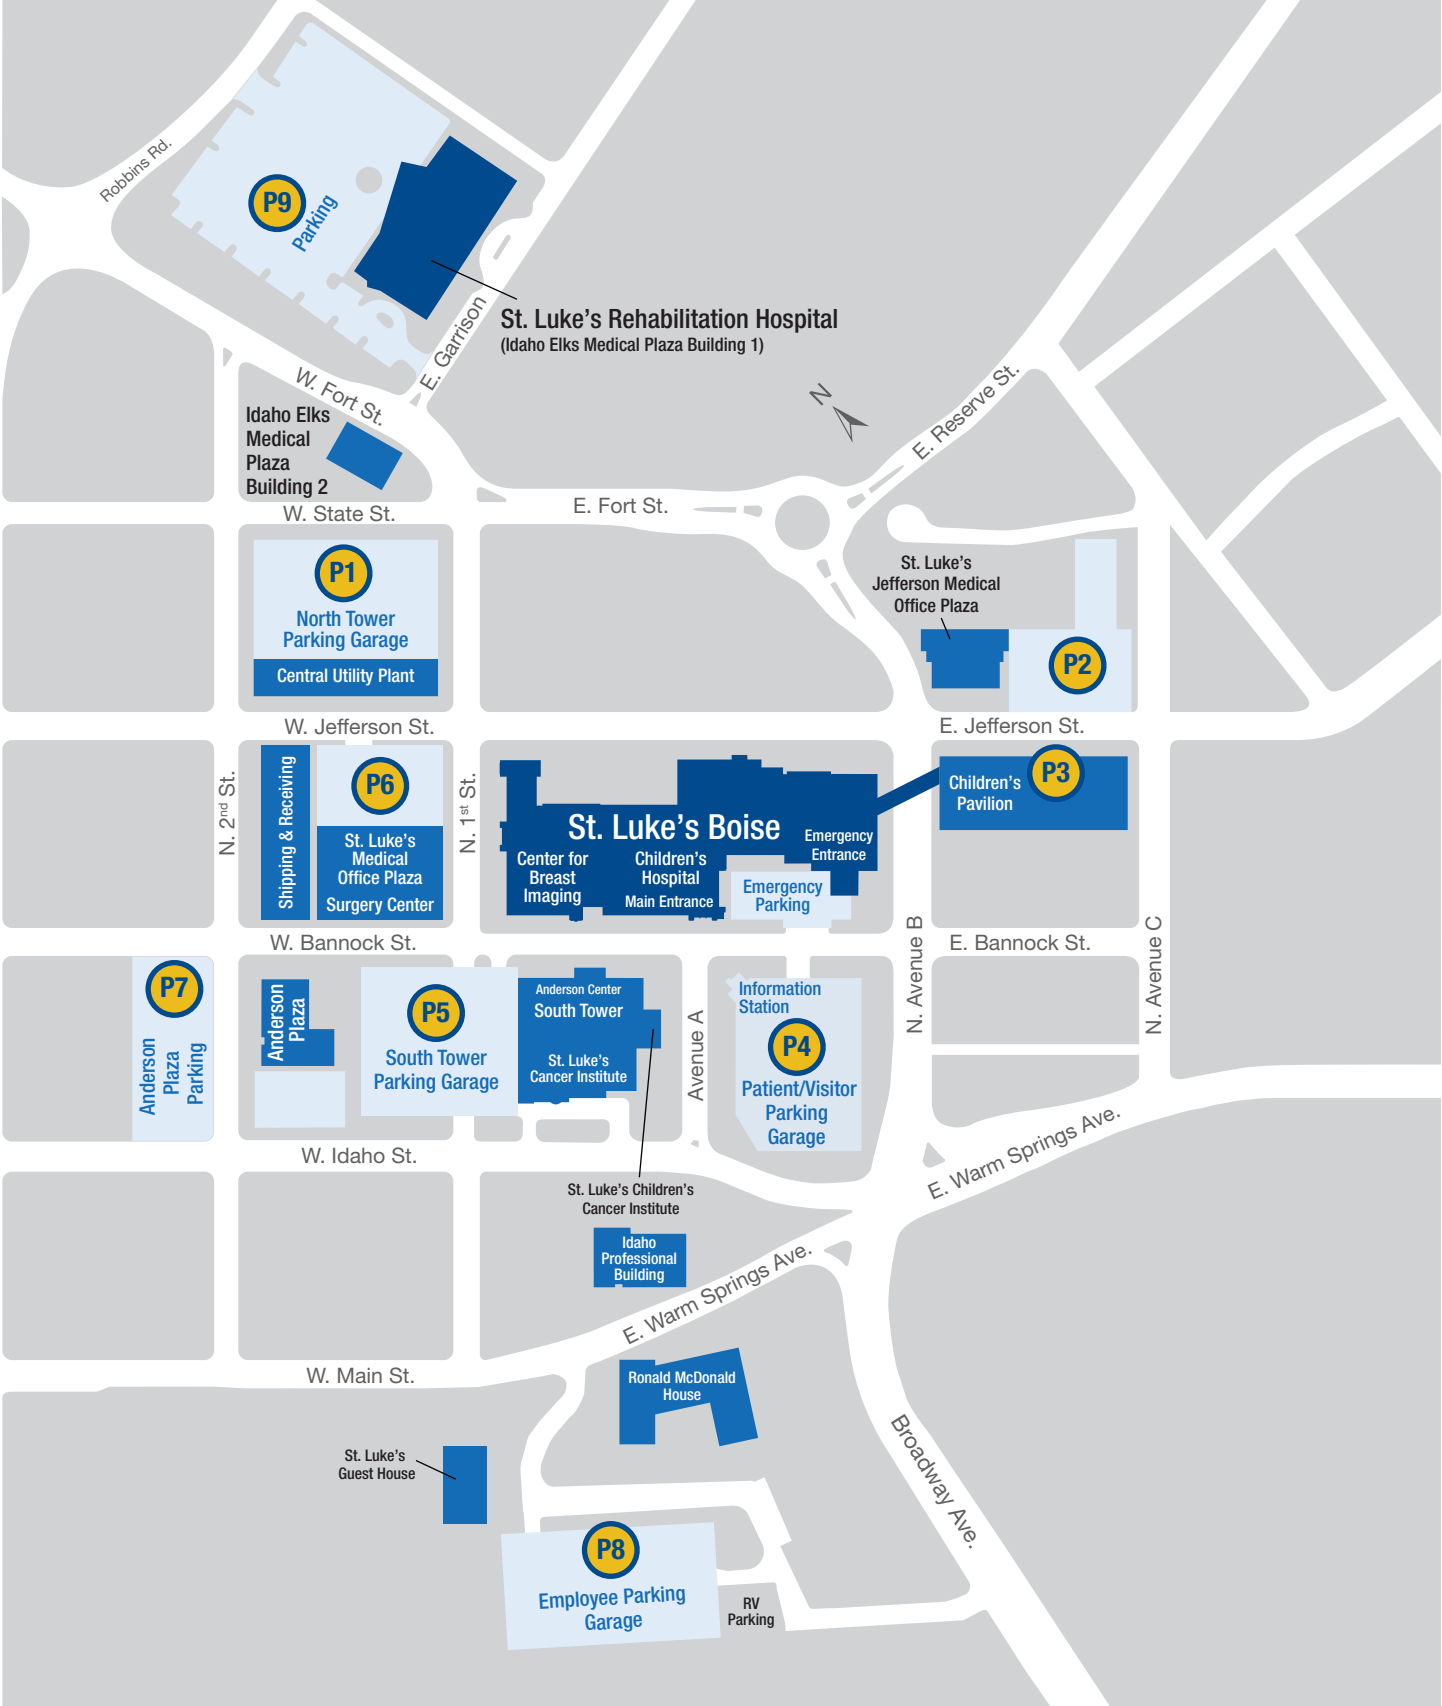 Robbins Rd.
P9
Parking
E. Garrison
St. Luke's Rehabilitation Hospital
(Idaho Elks Medical Plaza Building 1)
W. Fort St.
N
E. Reserve St.
Idaho Elks
Medical
Plaza
Building 2
W. State St.
E. Fort St.
P1
North Tower
Parking Garage
Central Utility Plant
St. Luke's
Jefferson Medical
Office Plaza
P2
W. Jefferson St.
E. Jefferson St.
N. 2nd St.
Shipping & Receiving
P6
St. Luke's
Medical
Office Plaza
Surgery Center
N. 1st St.
St. Luke's Boise
Center for
Breast
Imaging
Children's
Hospital
Main Entrance
Emergency
Entrance
Emergency
Parking
P3
Children's
Pavilion
W. Bannock St.
N. Avenue B
E. Bannock St.
N. Avenue C
P7
Anderson
Plaza
Parking
Anderson
Plaza
P5
South Tower
Parking Garage
Anderson Center
South Tower
St. Luke's
Cancer Institute
Avenue A
Information
Station
P4
Patient/Visitor
Parking
Garage
W. Idaho St.
E. Warm Springs Ave.
St. Luke's Children's
Cancer Institute
Idaho
Professional
Building
E. Warm Springs Ave.
W. Main St.
Ronald McDonald
House
St. Luke's
Guest House
Broadway Ave.
P8
Employee Parking
Garage
RV
Parking